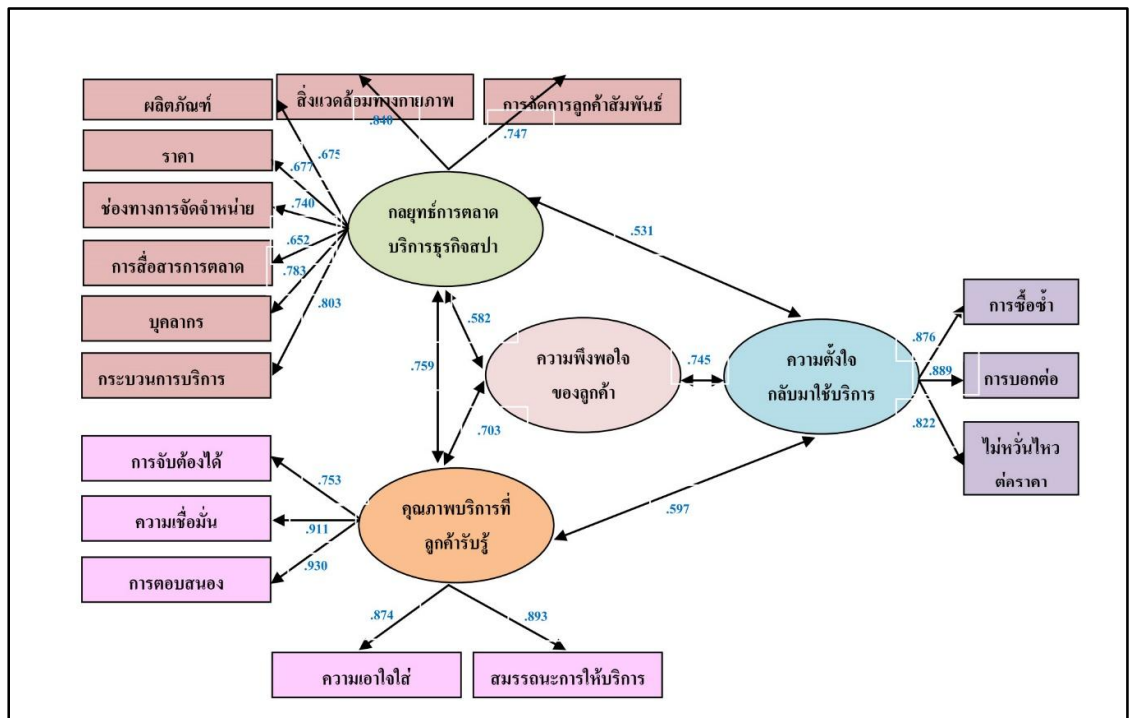 ผลิตภัณฑ์
สิ่งแวดล้อมทางกายภาพ
การจัดการลูกค้าสัมพันธ์
.840
.747
.675
ราคา
.677
ช่องทางการจัดจำหน่าย
.740
กลยุทธ์การตลาด
บริการธุรกิจสปา
.531
.652
การสื่อสารการตลาด
.783
.803
บุคลากร
.582
กระบวนการบริการ
.759
ความพึงพอใจ
ของลูกค้า
.745
ความตั้งใจ
กลับมาใช้บริการ
การซื้อซ้ำ
.876
.889
การบอกต่อ
.822
ไม่หวั่นไหว
ต่อราคา
.703
การจับต้องได้
.753
ความเชื่อมั่น
.911
คุณภาพบริการที่
ลูกค้ารับรู้
.597
.930
การตอบสนอง
.874
.893
ความเอาใจใส่
สมรรถนะการให้บริการ